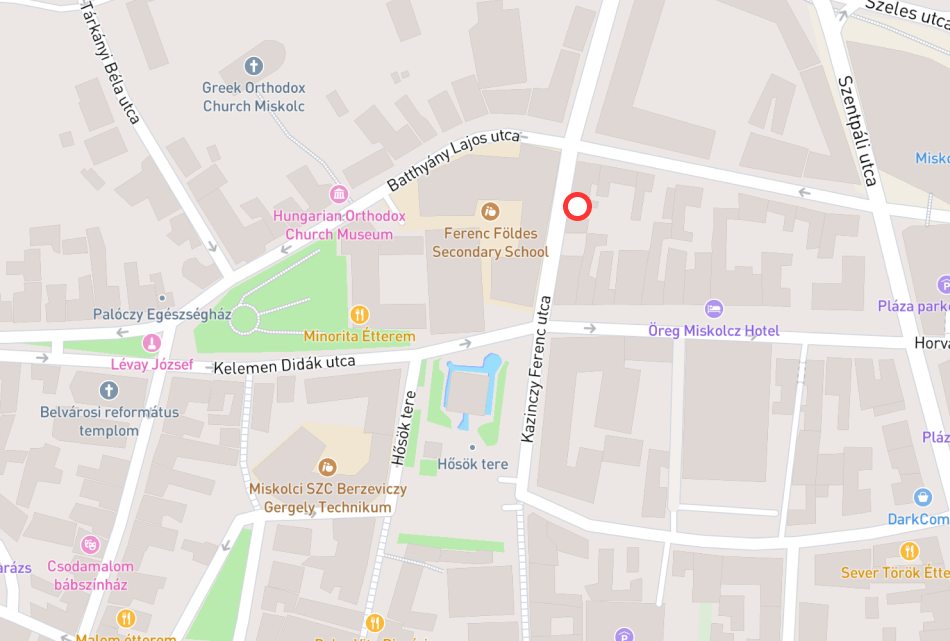 Széles utca
Tárkányi Béla utca
Greek Orthodox
Church Miskolc
Szentpáli utca
Batthyány Lajos utca
Hungarian Orthodox
Church Museum
Ferenc Földes
Secondary School
Palóczy Egészségház
Minorita Étterem
Öreg Miskolcz Hotel
Pláza park
Lévay József
Kelemen Didák utca
Kazinczy Ferenc utca
Horvá
Belvárosi református
templom
Hősök tere
Hősök tere
Pláz
Miskolci SZC Berzeviczy
Gergely Technikum
DarkCom
Csodamalom
bábszínház
arázs
Sever Török Étte
Malom étterem